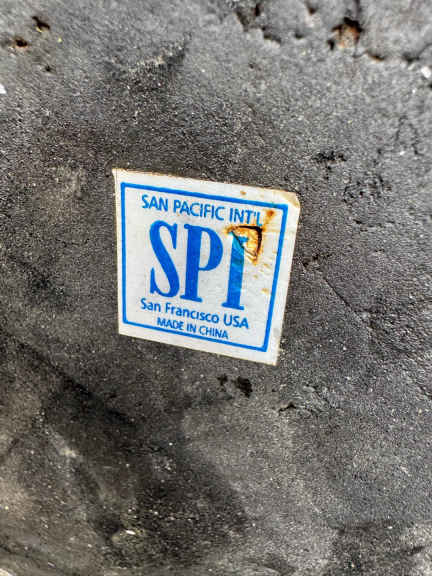 SAN PACIFIC INT'L
SPI
San Francisco USA
MADE IN CHINA